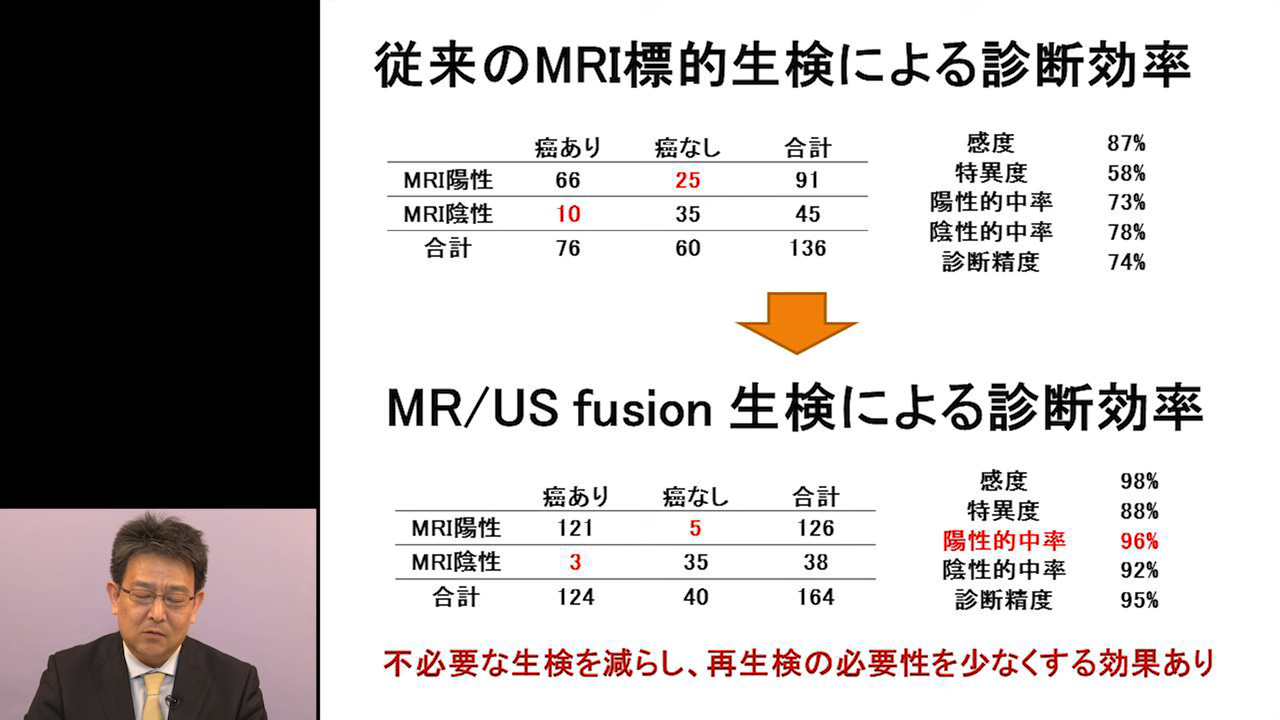 従来のMRI標的生検による診断効率
癌あり 癌なし 合計
MRI陽性 66 25 91
MRI陰性 10 35 45
合計 76 60 136
感度 87%
特異度 58%
陽性的中率 73%
陰性的中率 78%
診断精度 74%
MR/US fusion 生検による診断効率
癌あり 癌なし 合計
MRI陽性 121 5 126
MRI陰性 3 35 38
合計 124 40 164
感度 98%
特異度 88%
陽性的中率 96%
陰性的中率 92%
診断精度 95%
不必要な生検を減らし、再生検の必要性を少なくする効果あり